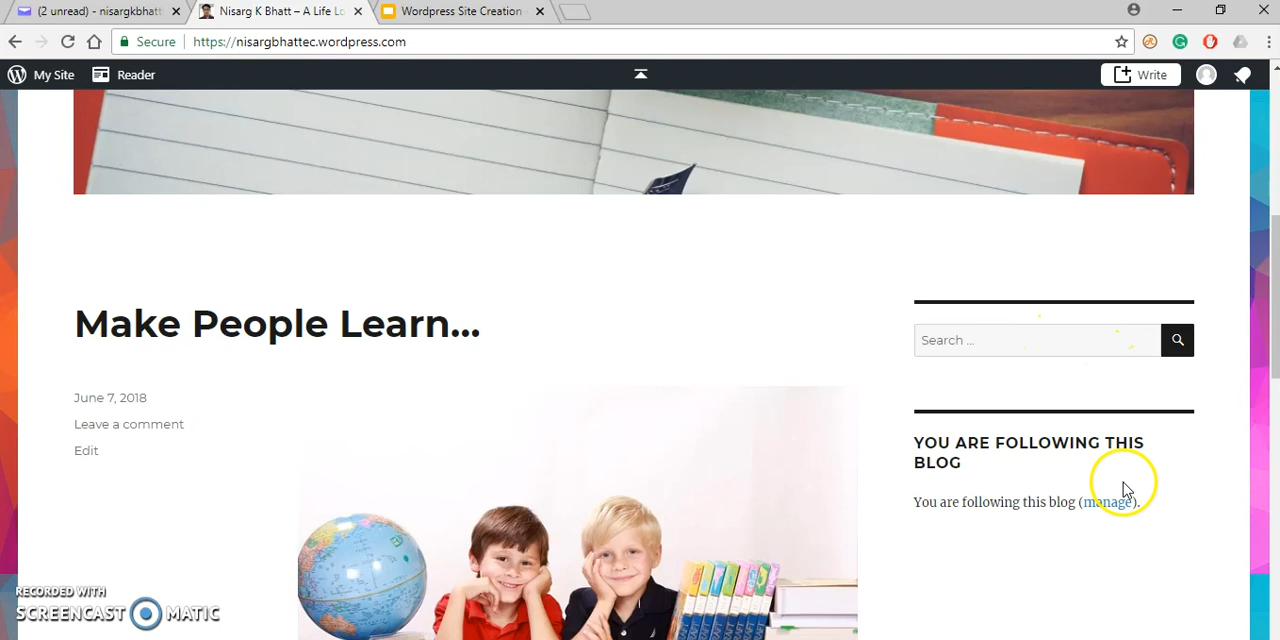 (2 unread) - nisargkbhatt
Nisarg K Bhatt – A Life Lo
Wordpress Site Creation
Secure
https://nisargbhattec.wordpress.com
My Site
Reader
Write
Make People Learn...
June 7, 2018
Leave a comment
Edit
Search ...
YOU ARE FOLLOWING THIS
BLOG
You are following this blog (manage).
RECORDED WITH
SCREENCAST MATIC